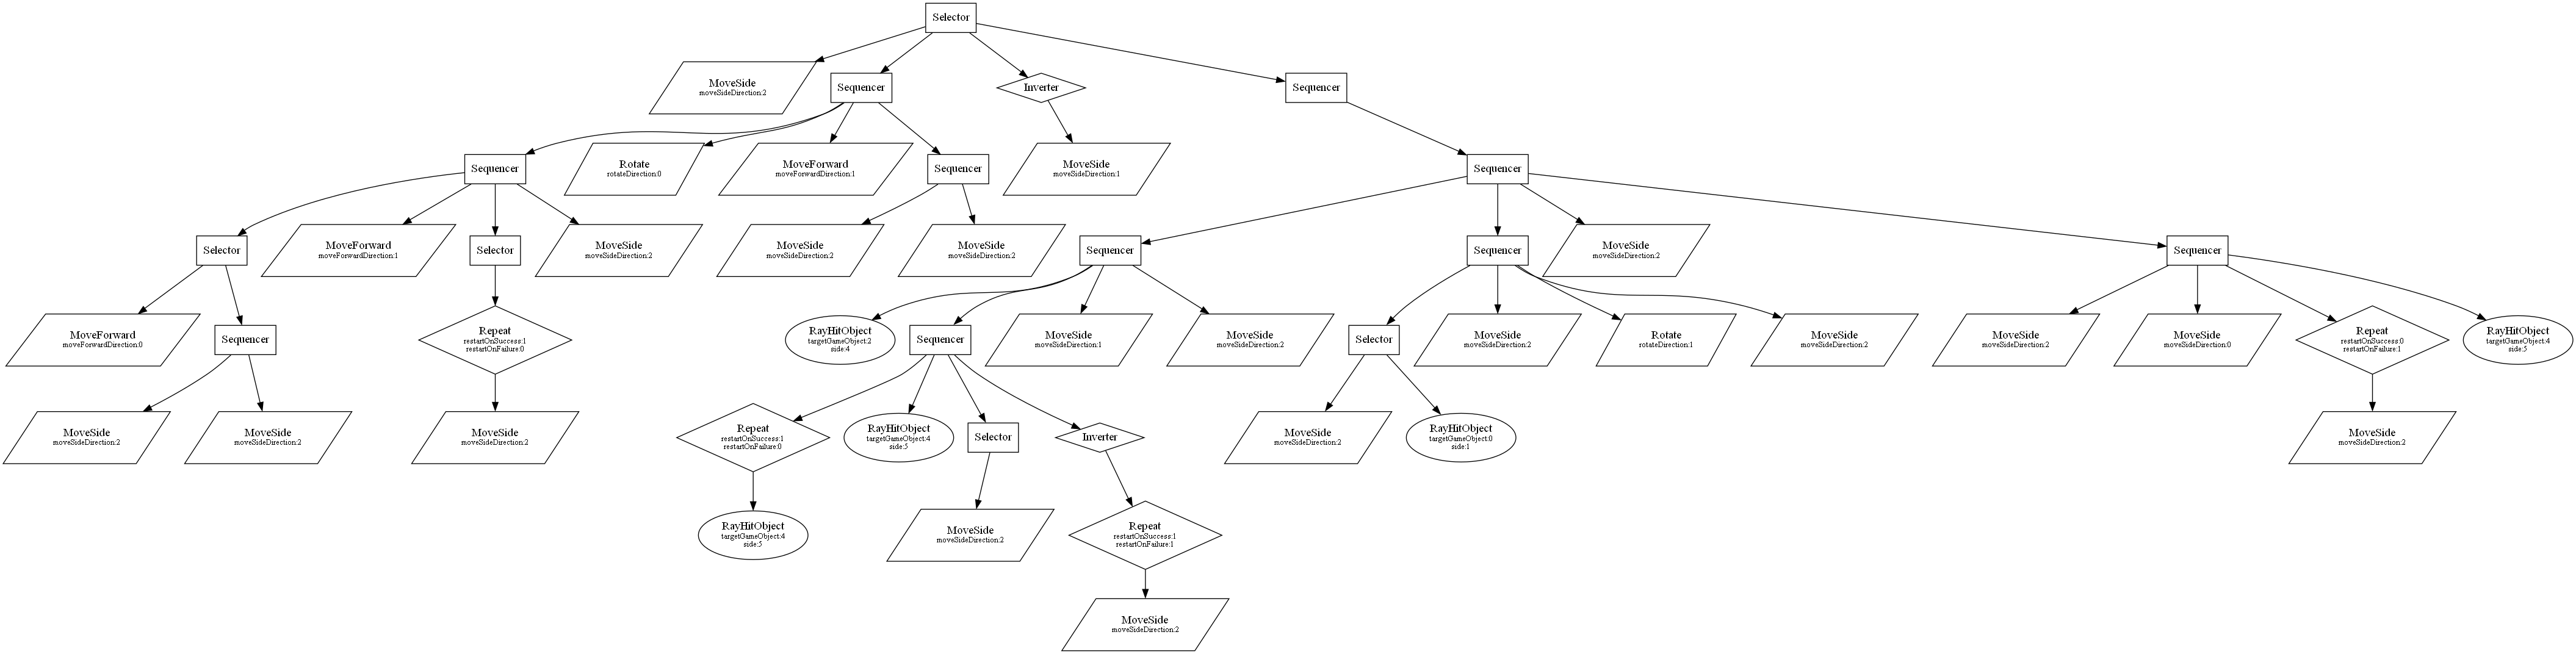 Selector
MoveSide
moveSideDirection:2
Sequencer
Inverter
Sequencer
Sequencer
Rotate
rotateDirection:0
MoveForward
moveForwardDirection:1
Sequencer
MoveSide
moveSideDirection:1
Sequencer
Selector
MoveForward
moveForwardDirection:1
Selector
MoveSide
moveSideDirection:2
MoveSide
moveSideDirection:2
MoveSide
moveSideDirection:2
Sequencer
Sequencer
MoveSide
moveSideDirection:2
Sequencer
MoveForward
moveForwardDirection:0
Sequencer
Repeat
restartOnSuccess:1
restartOnFailure:0
RayHitObject
targetGameObject:2
side:4
Sequencer
MoveSide
moveSideDirection:1
MoveSide
moveSideDirection:2
Selector
MoveSide
moveSideDirection:2
Rotate
rotateDirection:1
MoveSide
moveSideDirection:2
MoveSide
moveSideDirection:2
MoveSide
moveSideDirection:0
Repeat
restartOnSuccess:0
restartOnFailure:1
RayHitObject
targetGameObject:4
side:5
MoveSide
moveSideDirection:2
MoveSide
moveSideDirection:2
MoveSide
moveSideDirection:2
Repeat
restartOnSuccess:1
restartOnFailure:0
RayHitObject
targetGameObject:4
side:5
Selector
Inverter
MoveSide
moveSideDirection:2
RayHitObject
targetGameObject:0
side:1
MoveSide
moveSideDirection:2
RayHitObject
targetGameObject:4
side:5
MoveSide
moveSideDirection:2
Repeat
restartOnSuccess:1
restartOnFailure:1
MoveSide
moveSideDirection:2